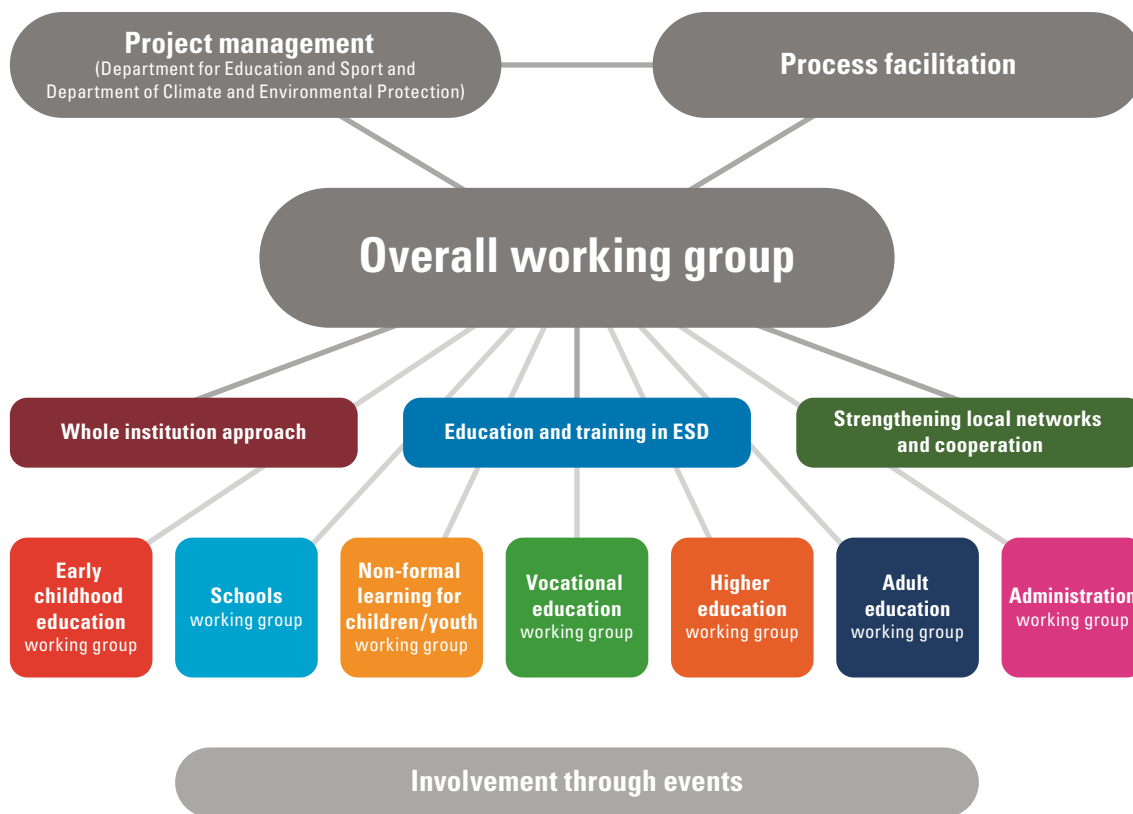 Project management
(Department for Education and Sport and
Department of Climate and Environmental Protection)
Process facilitation
Overall working group
Whole institution approach
Education and training in ESD
Strengthening local networks
and cooperation
Early
childhood
education
working group
Schools
working group
Non-formal
learning for
children/youth
working group
Vocational
education
working group
Higher
education
working group
Adult
education
working group
Administration
working group
Involvement through events